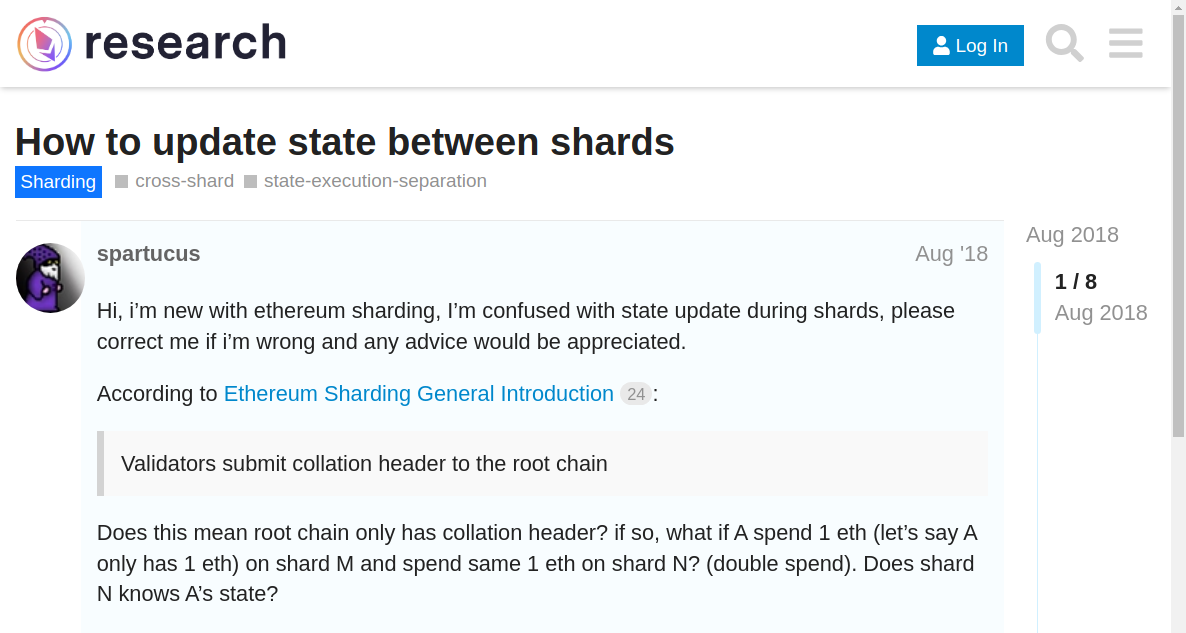 research
Log In
How to update state between shards
Sharding cross-shard state-execution-separation
Aug 2018
spartucus Aug '18
1 / 8
Aug 2018
Hi, i’m new with ethereum sharding, I’m confused with state update during shards, please
correct me if i’m wrong and any advice would be appreciated.
According to Ethereum Sharding General Introduction 24 :
Validators submit collation header to the root chain
Does this mean root chain only has collation header? if so, what if A spend 1 eth (let’s say A
only has 1 eth) on shard M and spend same 1 eth on shard N? (double spend). Does shard
N knows A’s state?